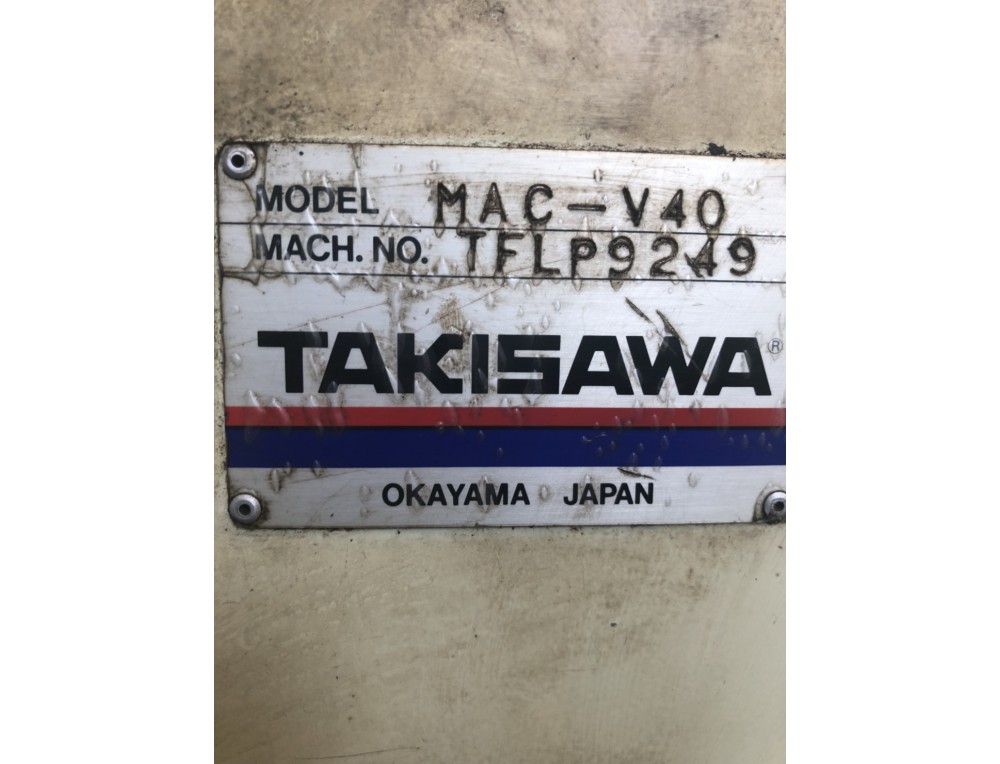 MODEL MAC-V40
MACH. NO. TFLP9249
TAKISAWA®
OKAYAMA JAPAN